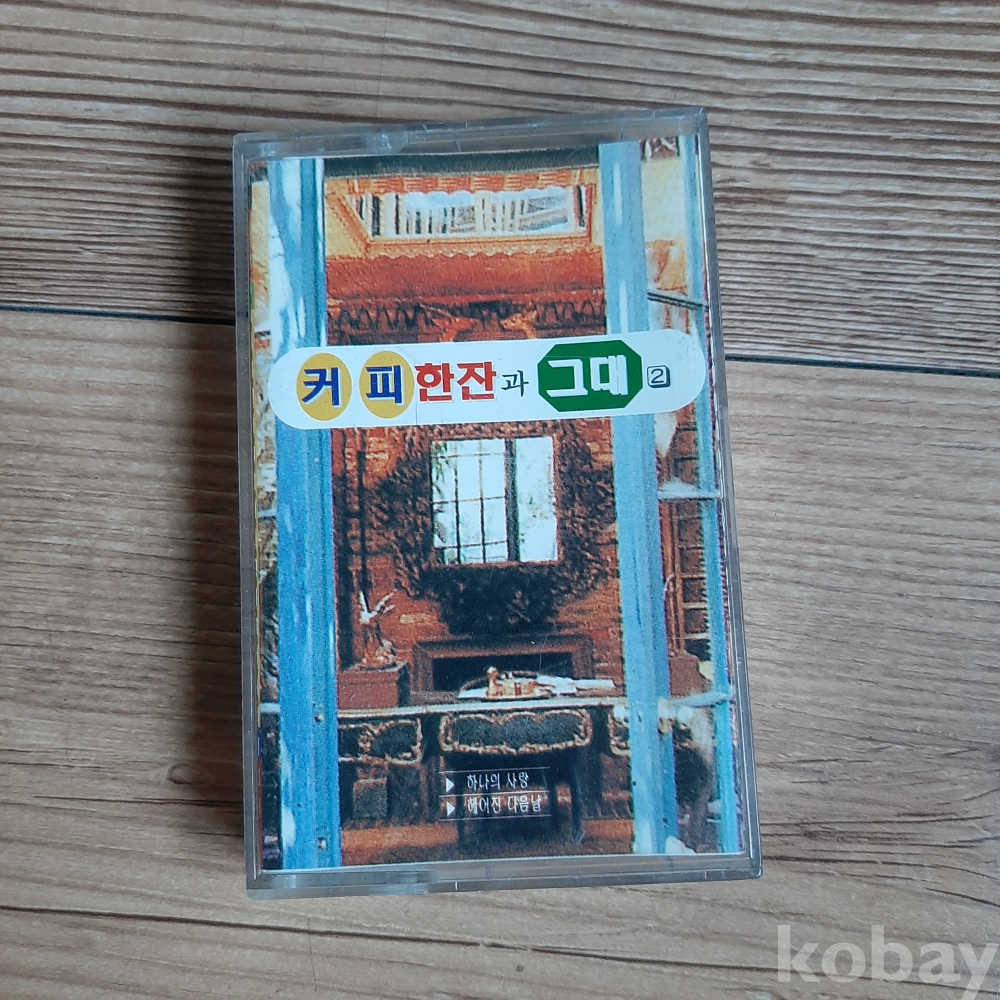 커피한잔과 그대 2
▶ 하나의 사랑
▶ 헤어진 다음날
kobay